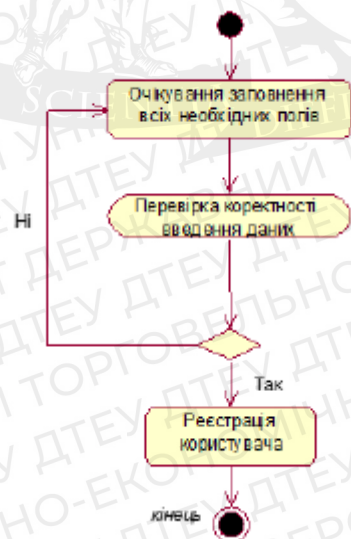 Очікування заповнення
всіх необхідних полів
Перевірка коректності
введення даних
Ні
Так
Реєстрація
користувача
кінець